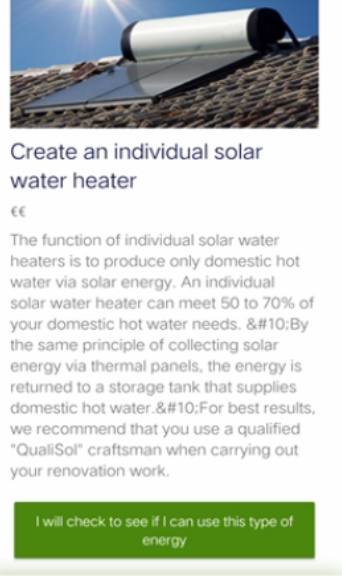 Create an individual solar
water heater
€€
The function of individual solar water
heaters is to produce only domestic hot
water via solar energy. An individual
solar water heater can meet 50 to 70% of
your domestic hot water needs. &#10;By
the same principle of collecting solar
energy via thermal panels, the energy is
returned to a storage tank that supplies
domestic hot water.&#10;For best results,
we recommend that you use a qualified
"QualiSol" craftsman when carrying out
your renovation work.
I will check to see if I can use this type of
energy